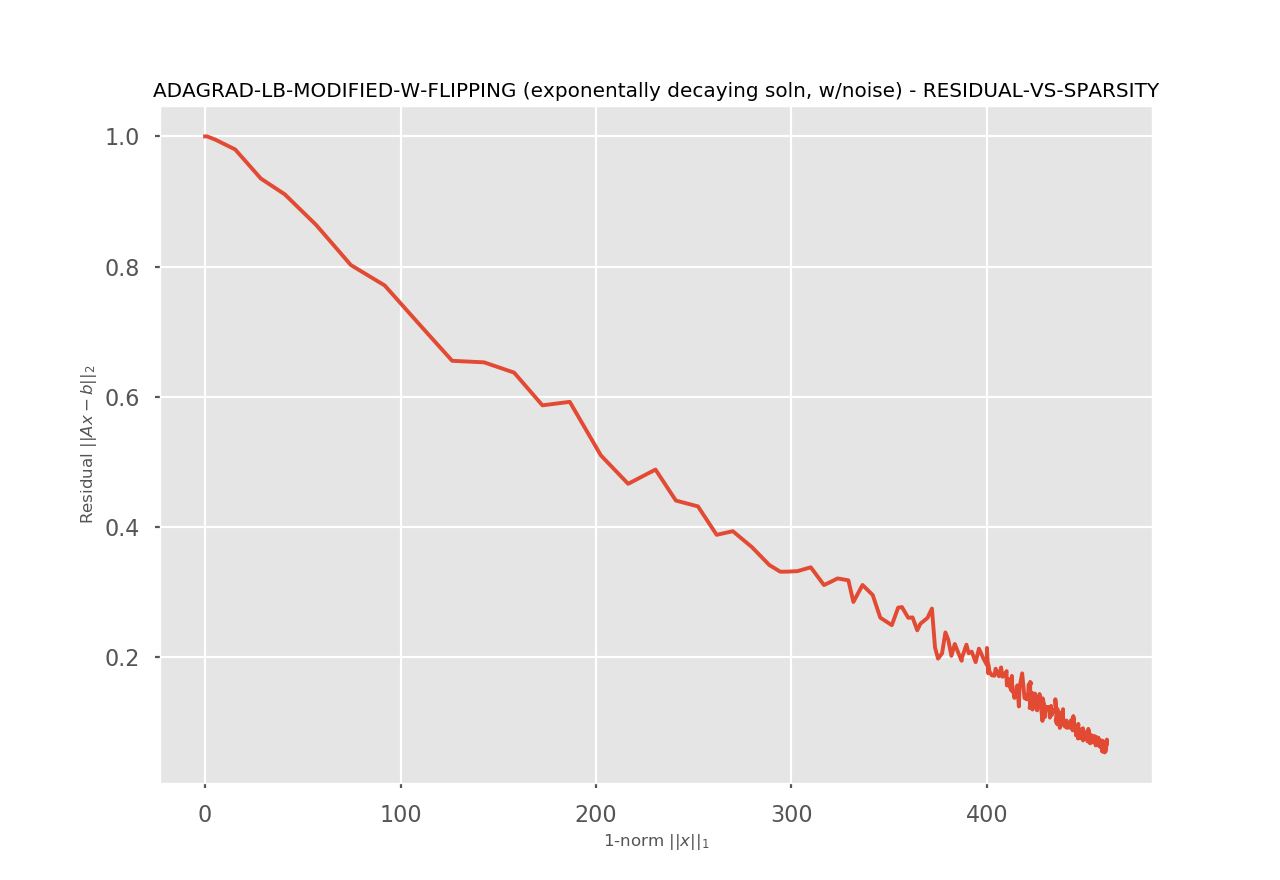 ADAGRAD-LB-MODIFIED-W-FLIPPING (exponentially decaying soln, w/noise) - RESIDUAL-VS-SPARSITY
1.0
0.8
0.6
0.4
0.2
Residual ||Ax − b||₂
0 100 200 300 400
1-norm ||x||₁